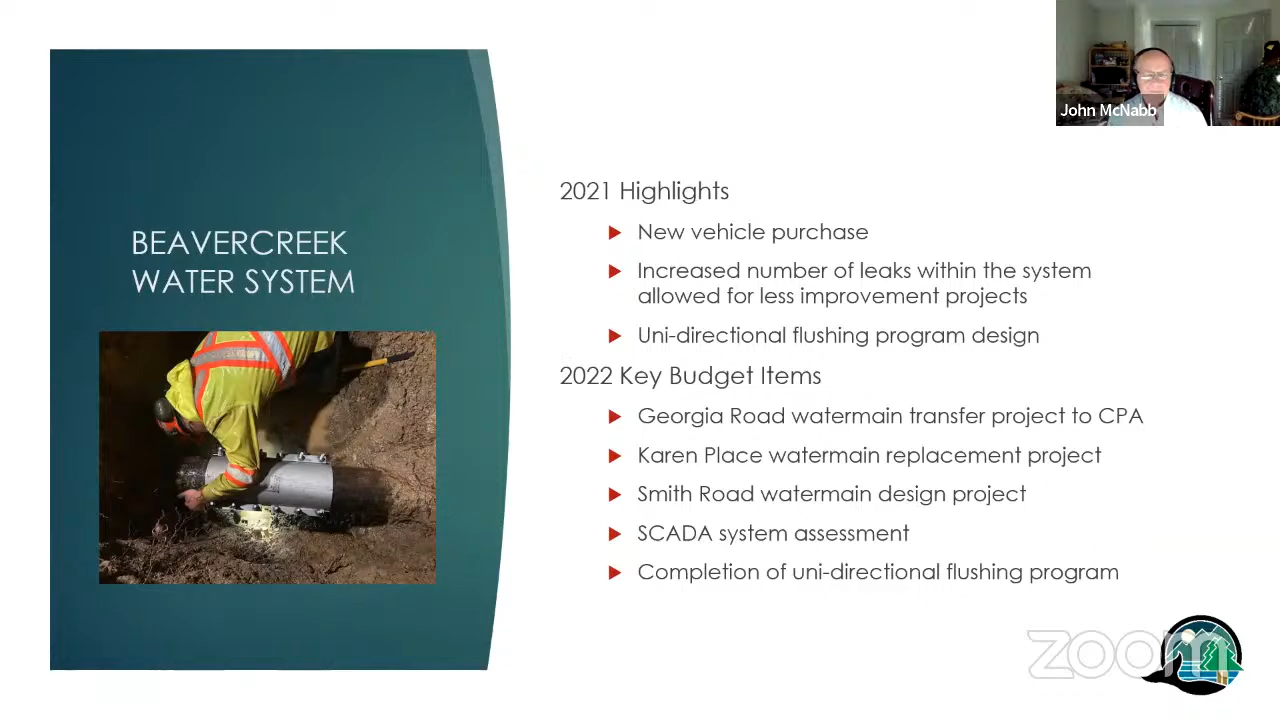 John McNabb
BEAVERCREEK
WATER SYSTEM
2021 Highlights
New vehicle purchase
Increased number of leaks within the system
allowed for less improvement projects
Uni-directional flushing program design
2022 Key Budget Items
Georgia Road watermain transfer project to CPA
Karen Place watermain replacement project
Smith Road watermain design project
SCADA system assessment
Completion of uni-directional flushing program
zoom